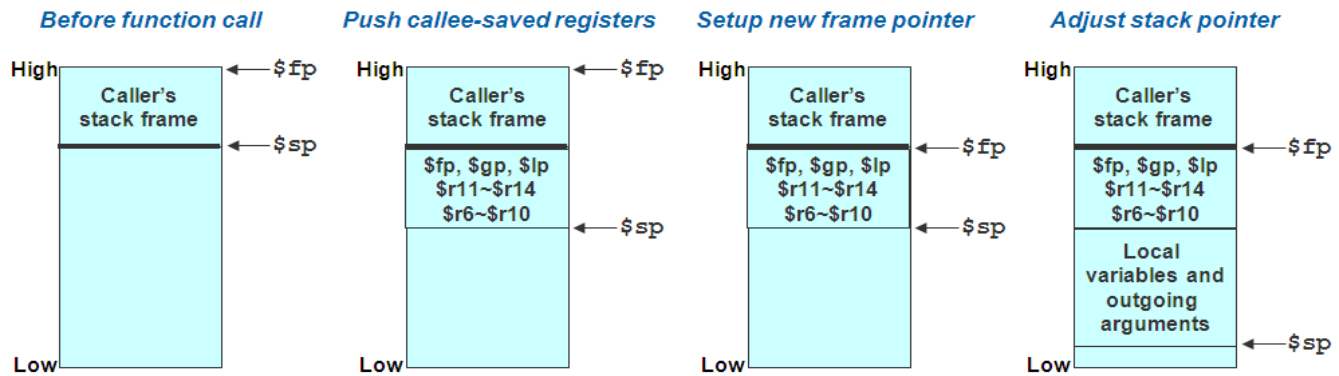 Before function call
High
$fp
Caller's
stack frame
$sp
Low
Push callee-saved registers
High
$fp
Caller's
stack frame
$fp, $gp, $lp
$r11~$r14
$r6~$r10
$sp
Low
Setup new frame pointer
High
Caller's
stack frame
$fp
$fp, $gp, $lp
$r11~$r14
$r6~$r10
$sp
Low
Adjust stack pointer
High
Caller's
stack frame
$fp
$fp, $gp, $lp
$r11~$r14
$r6~$r10
Local
variables and
outgoing
arguments
$sp
Low